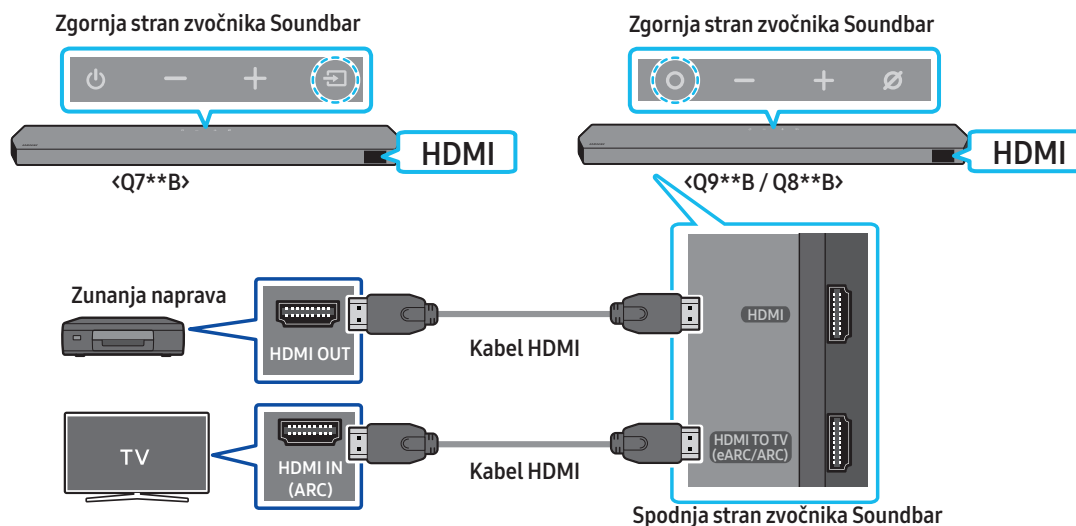 Zgornja stran zvočnika Soundbar
Zgornja stran zvočnika Soundbar
HDMI
HDMI
<Q7**B>
<Q9**B / Q8**B>
Zunanja naprava
HDMI OUT
Kabel HDMI
HDMI
TV
HDMI IN
(ARC)
Kabel HDMI
HDMI TO TV
(eARC/ARC)
Spodnja stran zvočnika Soundbar